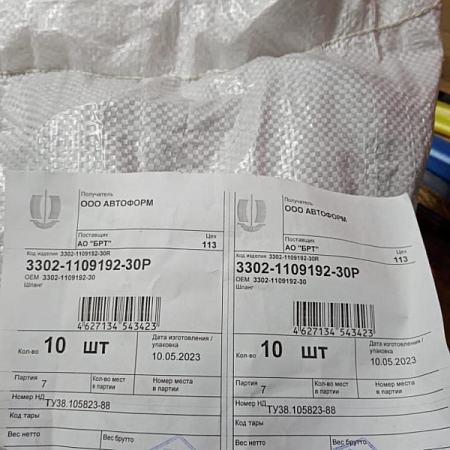 Получатель
ООО АВТОФОРМ
Поставщик
АО "БРТ"
Цех
113
Код изделия 3302-1109192-30R
3302-1109192-30Р
OEM 3302-1109192-30
Шланг
4 627134 543423
Кол-во 10 шт
Дата изготовления /
упаковка
10.05.2023
Партия
7
Кол-во мест
в партии
Номер места
в партии
Номер НД
ТУ38.105823-88
Код тары
Вес нетто
Вес брутто
Получатель
ООО АВТОФОРМ
Поставщик
АО "БРТ"
Цех
113
Код изделия 3302-1109192-30R
3302-1109192-30Р
OEM 3302-1109192-30
Шланг
4 627134 543423
Кол-во 10 шт
Дата изготовления /
упаковка
10.05.2023
Партия
7
Кол-во мест
в партии
Номер места
в партии
Номер НД
ТУ38.105823-88
Код тары
Вес нетто
Вес брутто